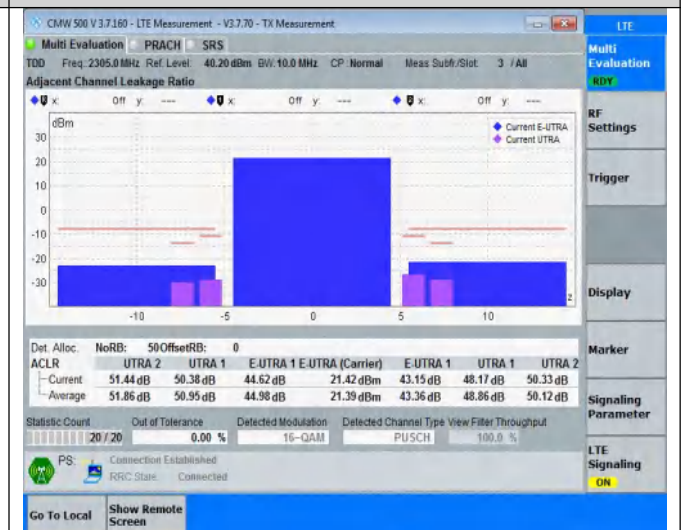 CMW 500 V 3.7.160 - LTE Measurement - V3.7.70 - TX Measurement
LTE
Multi Evaluation PRACH SRS
TDD Freq.:2305.0 MHz Ref. Level: 40.20 dBm BW:10.0 MHz CP:Normal Meas Subfr./Slot: 3 /All
Adjacent Channel Leakage Ratio
x: Off y: --- x: Off y: --- x: Off y: ---
dBm
Current E-UTRA
Current UTRA
30
20
10
0
-10
-20
-30
-10 -5 0 5 10
Det. Alloc. NoRB: 50 OffsetRB: 0
ACLR UTRA 2 UTRA 1 E-UTRA 1 E-UTRA (Carrier) E-UTRA 1 UTRA 1 UTRA 2
Current 51.44 dB 50.38 dB 44.62 dB 21.42 dBm 43.15 dB 48.17 dB 50.33 dB
Average 51.86 dB 50.95 dB 44.98 dB 21.39 dBm 43.36 dB 48.86 dB 50.12 dB
Statistic Count Out of Tolerance Detected Modulation Detected Channel Type View Filter Throughput
20 / 20 0.00 % 16-QAM PUSCH 100.0 %
PS: Connection Established
RRC State: Connected
Multi
Evaluation
RDY
RF
Settings
Trigger
Display
Marker
Signaling
Parameter
LTE
Signaling
ON
Go To Local
Show Remote
Screen